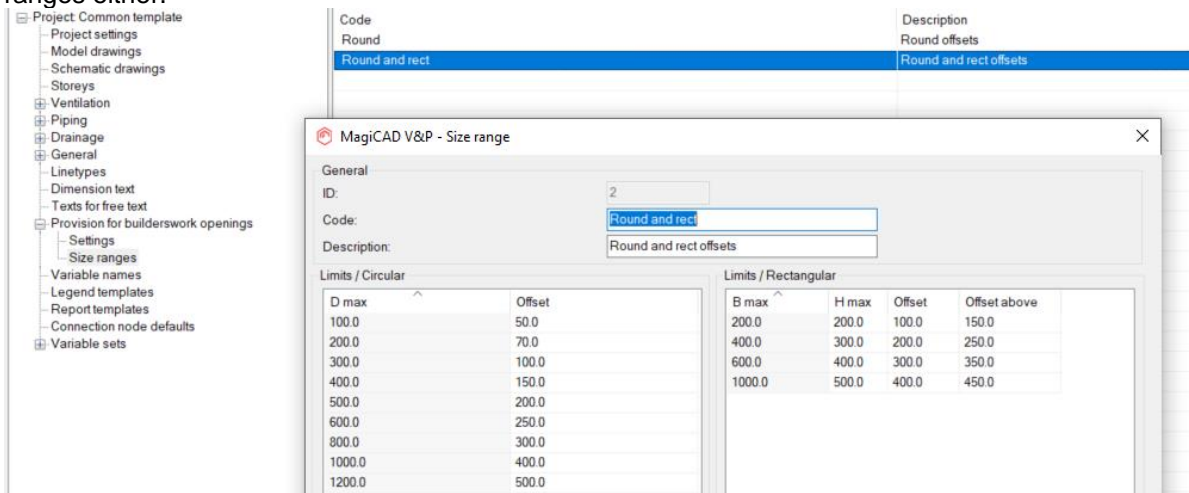 ranges either.
Project: Common template
Project settings
Model drawings
Schematic drawings
Storeys
Ventilation
Piping
Drainage
General
Linetypes
Dimension text
Texts for free text
Provision for builderswork openings
Settings
Size ranges
Variable names
Legend templates
Report templates
Connection node defaults
Variable sets
Code Description
Round Round offsets
Round and rect Round and rect offsets
MagiCAD V&P - Size range
General
ID: 2
Code: Round and rect
Description: Round and rect offsets
Limits / Circular
D max Offset
100.0 50.0
200.0 70.0
300.0 100.0
400.0 150.0
500.0 200.0
600.0 250.0
800.0 300.0
1000.0 400.0
1200.0 500.0
Limits / Rectangular
B max H max Offset Offset above
200.0 200.0 100.0 150.0
400.0 300.0 200.0 250.0
600.0 400.0 300.0 350.0
1000.0 500.0 400.0 450.0